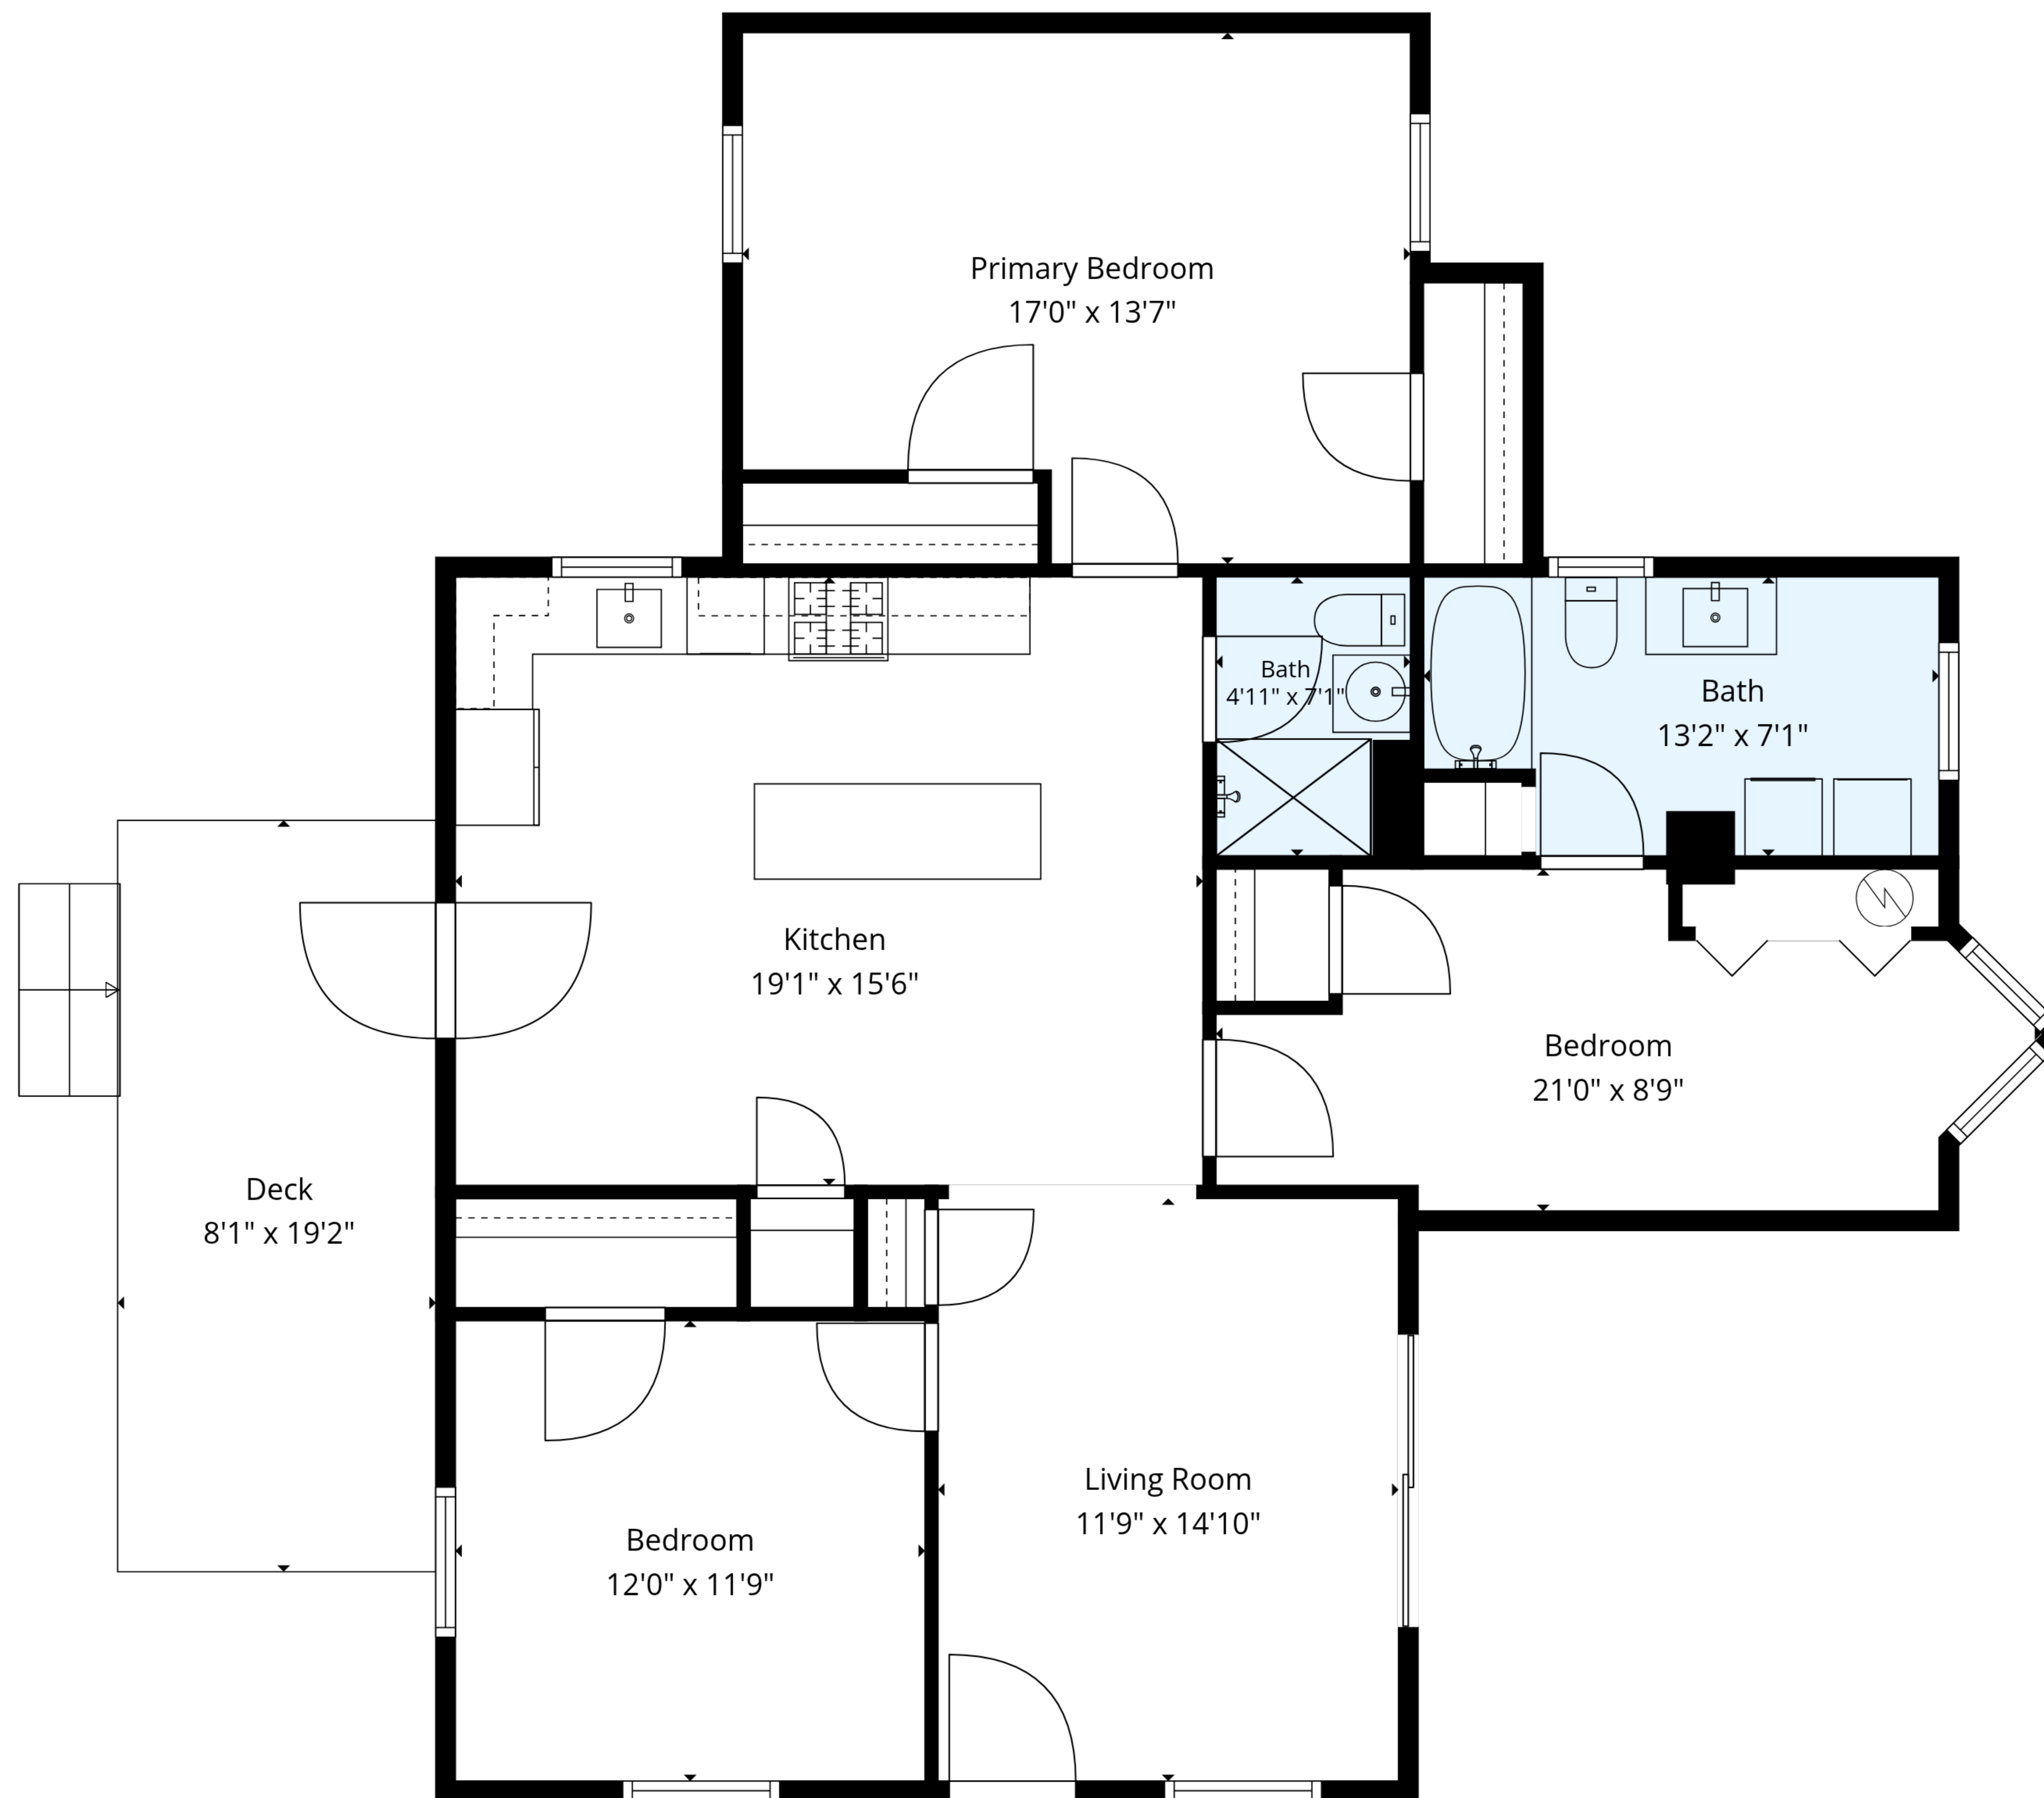 Primary Bedroom
17'0" x 13'7"
Bath
4'11" x 7'1"
Bath
13'2" x 7'1"
Kitchen
19'1" x 15'6"
Bedroom
21'0" x 8'9"
Deck
8'1" x 19'2"
Living Room
11'9" x 14'10"
Bedroom
12'0" x 11'9"